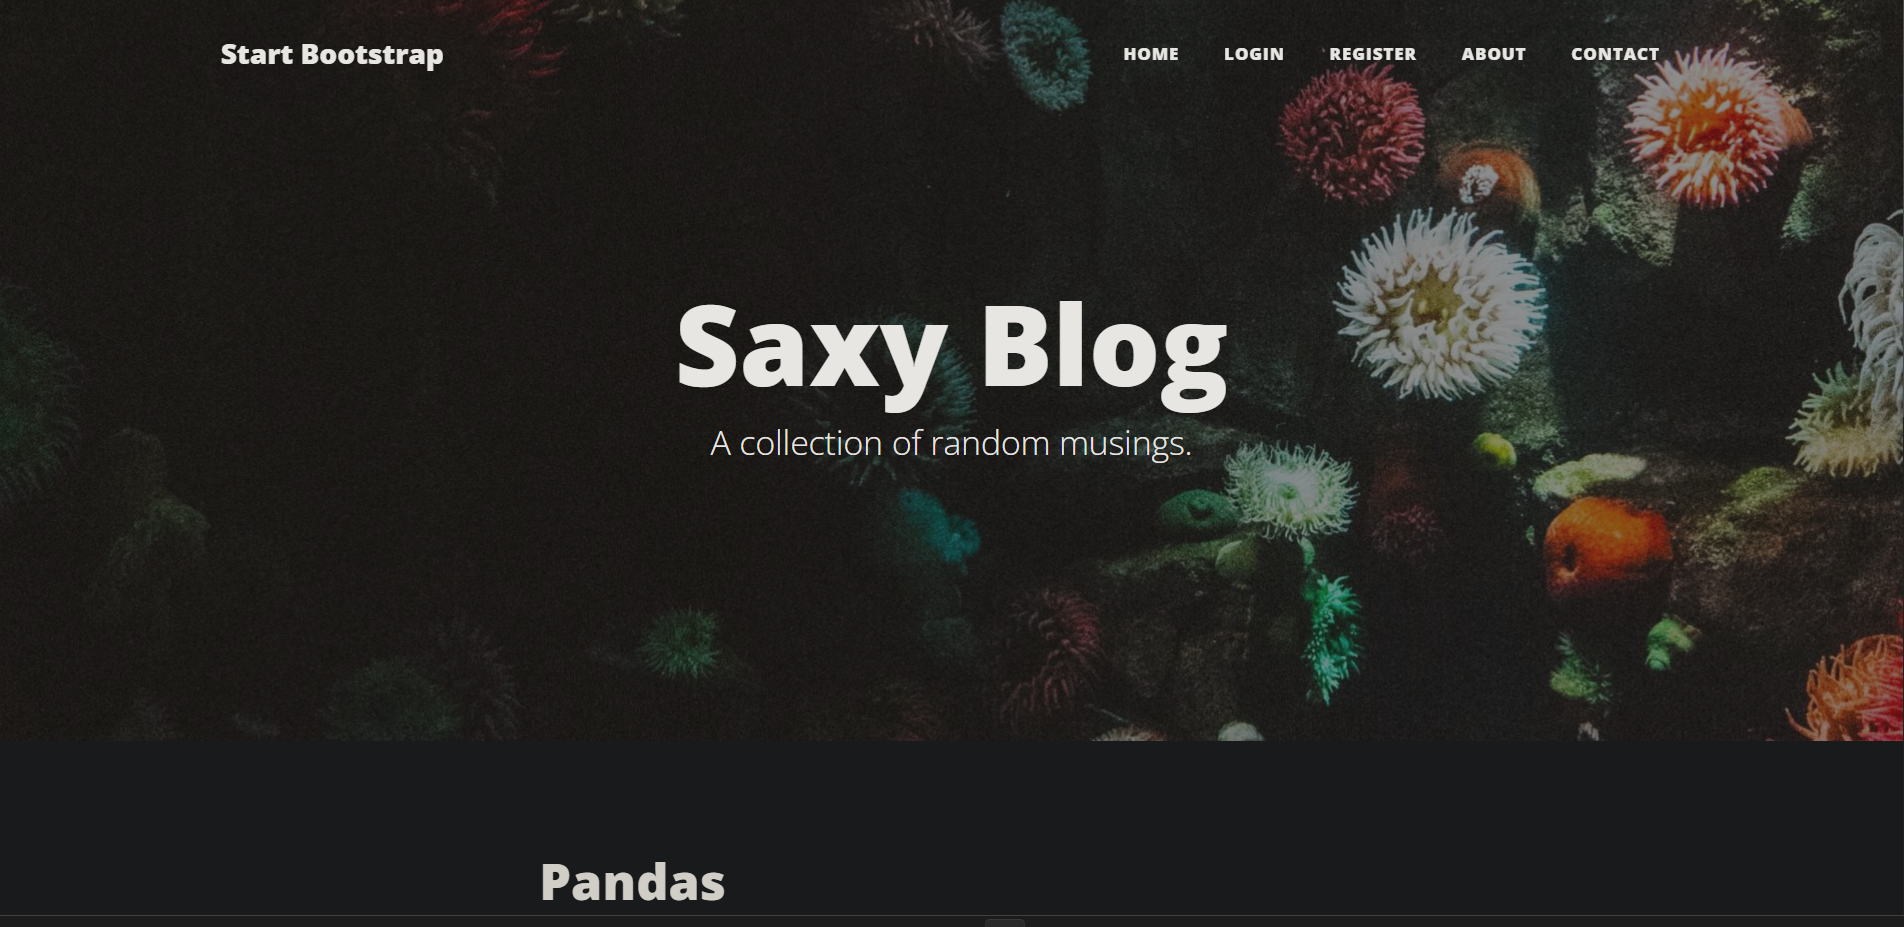 Start Bootstrap
HOME LOGIN REGISTER ABOUT CONTACT
Saxy Blog
A collection of random musings.
Pandas